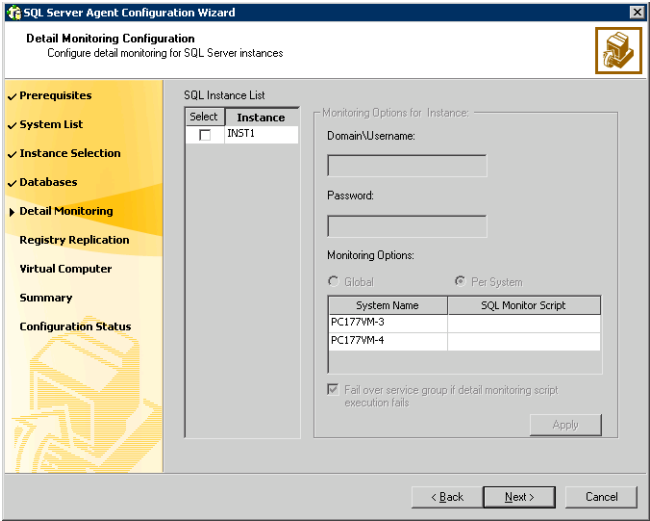 SQL Server Agent Configuration Wizard
Detail Monitoring Configuration
Configure detail monitoring for SQL Server instances
Prerequisites
System List
Instance Selection
Databases
Detail Monitoring
Registry Replication
Virtual Computer
Summary
Configuration Status
SQL Instance List
Select Instance
INST1
Monitoring Options for Instance:
Domain\Username:
Password:
Monitoring Options:
Global Per System
System Name SQL Monitor Script
PC177VM-3
PC177VM-4
Fail over service group if detail monitoring script
execution fails
Apply
< Back Next > Cancel